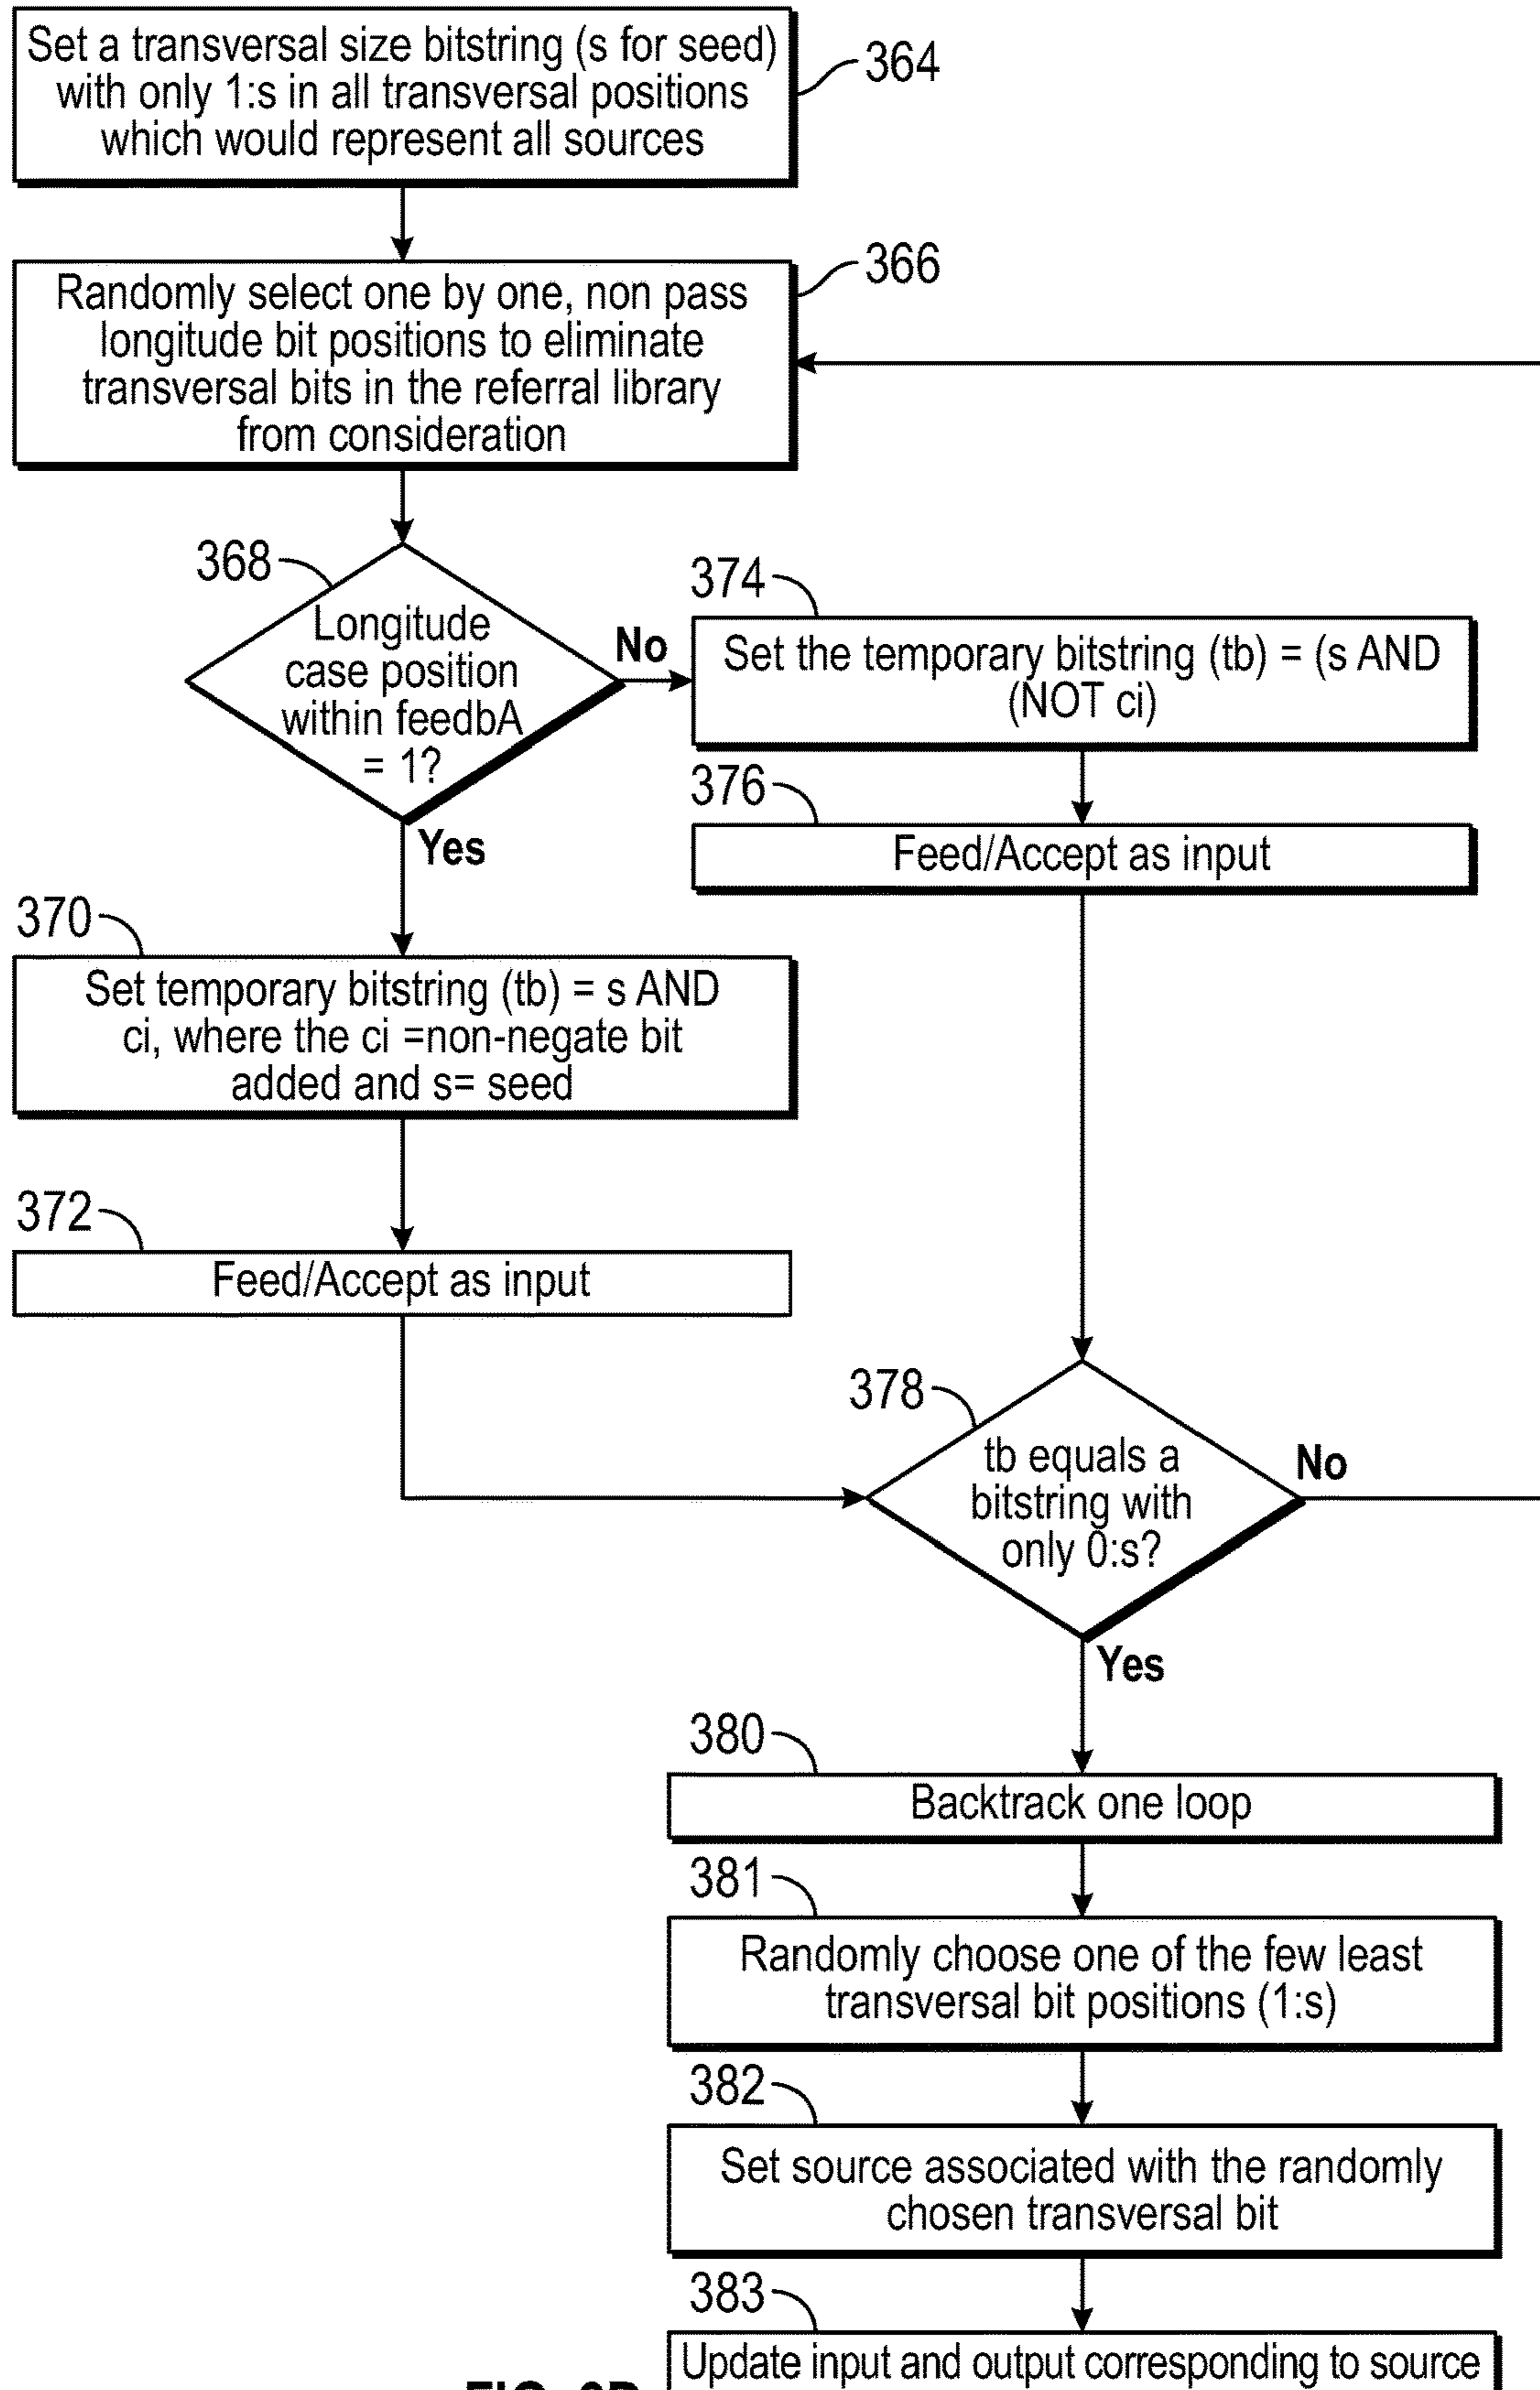 Set a transversal size bitstring (s for seed)
with only 1:s in all transversal positions
which would represent all sources
364
Randomly select one by one, non pass
longitude bit positions to eliminate
transversal bits in the referral library
from consideration
366
368
Longitude
case position
within feedbA
= 1?
No
Yes
374
Set the temporary bitstring (tb) = (s AND
(NOT ci)
376
Feed/Accept as input
370
Set temporary bitstring (tb) = s AND
ci, where the ci =non-negate bit
added and s= seed
372
Feed/Accept as input
378
tb equals a
bitstring with
only 0:s?
No
Yes
380
Backtrack one loop
381
Randomly choose one of the few least
transversal bit positions (1:s)
382
Set source associated with the randomly
chosen transversal bit
383
Update input and output corresponding to source